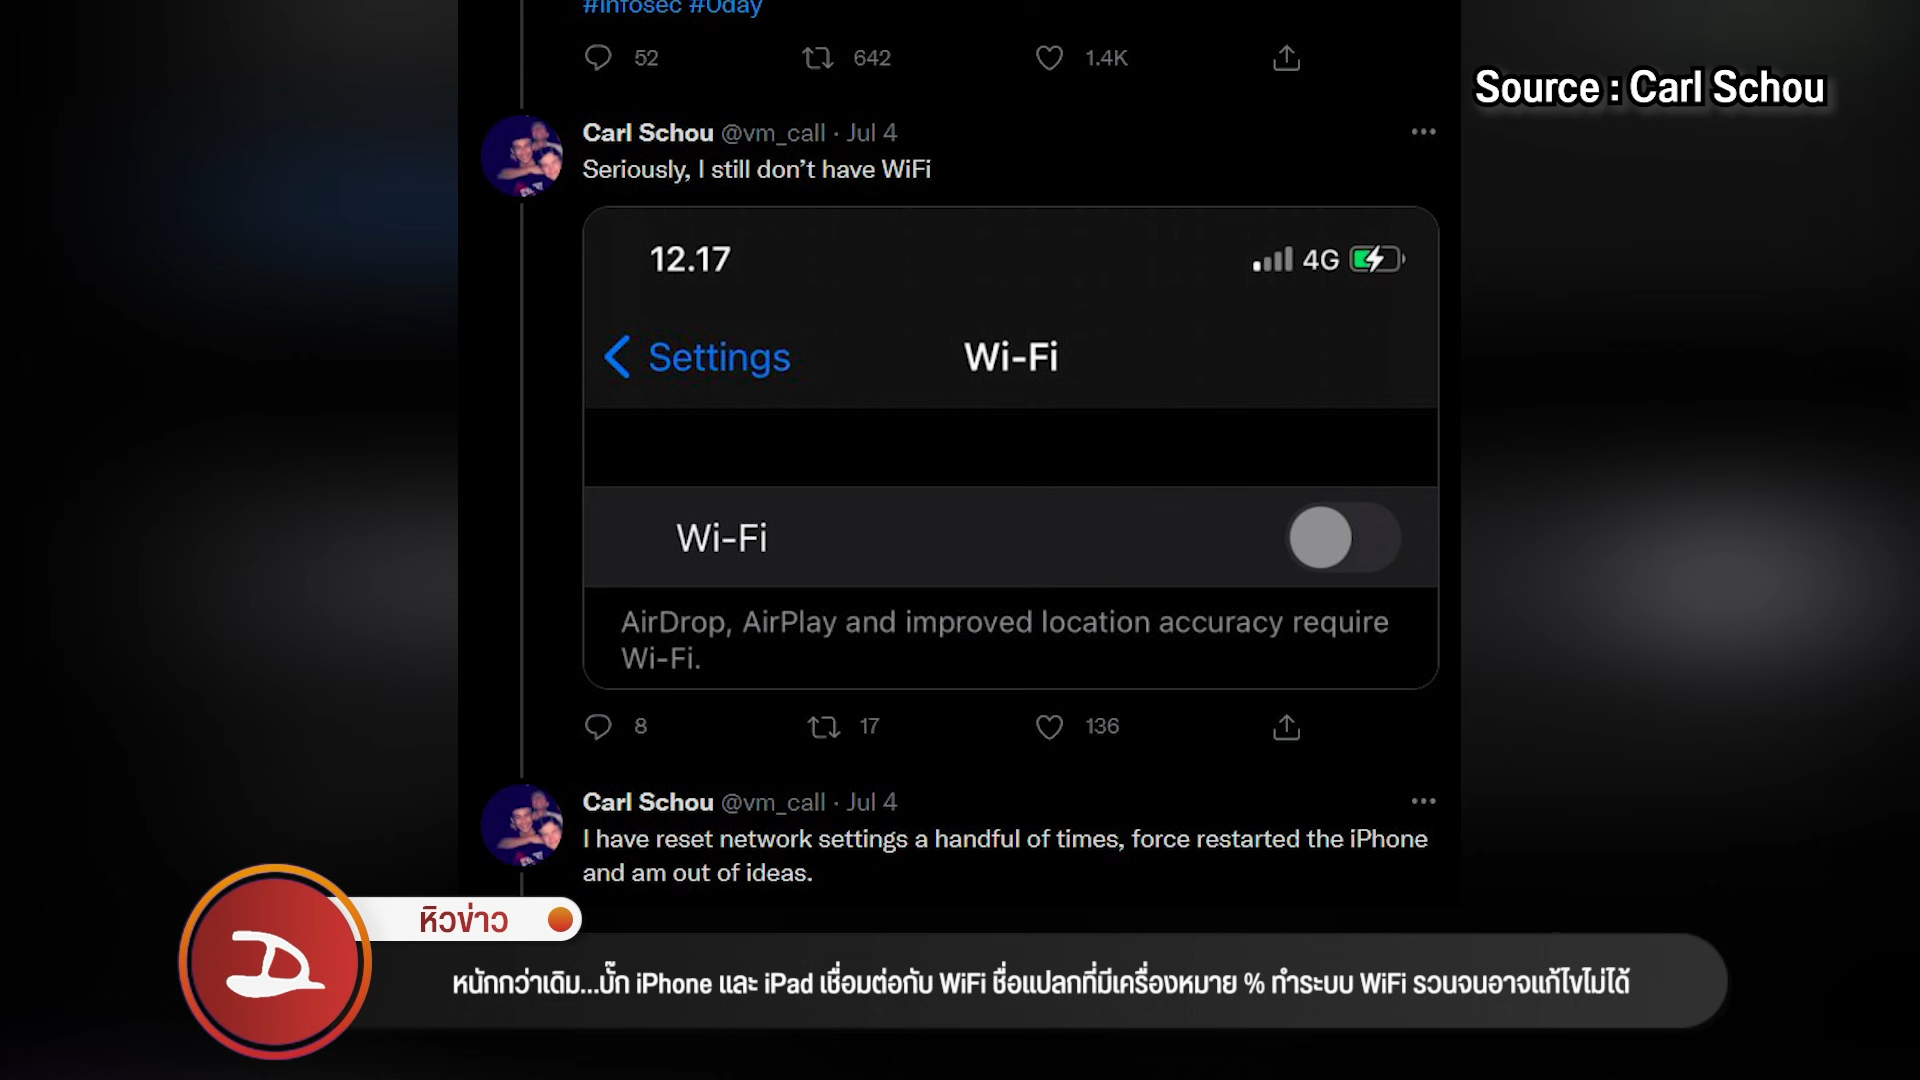 #infosec #0day
52 642 1.4K
Source : Carl Schou
Carl Schou @vm_call · Jul 4
Seriously, I still don’t have WiFi
12.17 4G
Settings Wi-Fi
Wi-Fi
AirDrop, AirPlay and improved location accuracy require
Wi-Fi.
8 17 136
Carl Schou @vm_call · Jul 4
I have reset network settings a handful of times, force restarted the iPhone
and am out of ideas.
หิวข่าว
หนักกว่าเดิม...บั๊ก iPhone และ iPad เชื่อมต่อกับ WiFi ชื่อแปลกที่มีเครื่องหมาย % ทำระบบ WiFi รวนจนอาจแก้ไขไม่ได้